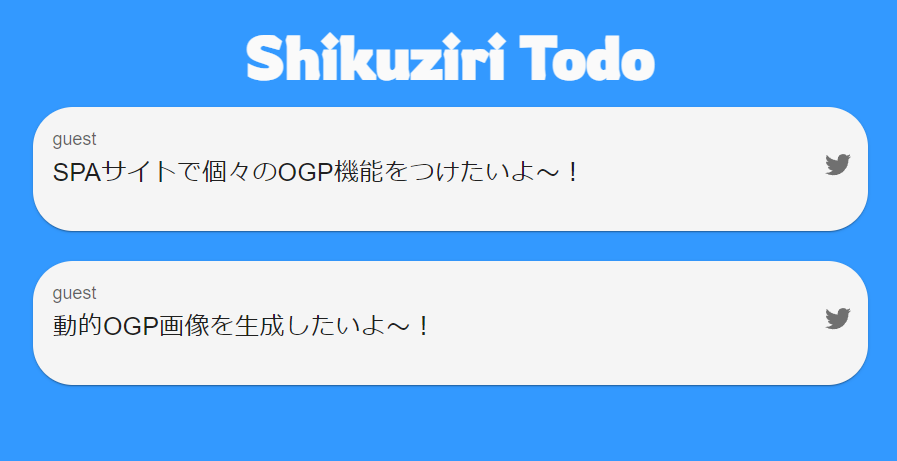 Shikuziri Todo
guest
SPAサイトで個々のOGP機能をつけたいよ～！
guest
動的OGP画像を生成したいよ～！